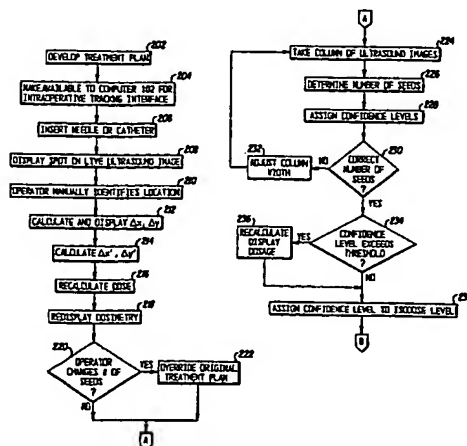 202
DEVELOP TREATMENT PLAN
204
MAKE AVAILABLE TO COMPUTER 102 FOR
INTRAOPERATIVE TRACKING INTERFACE
206
INSERT NEEDLE OR CATHETER
208
DISPLAY SPOT IN LIVE ULTRASOUND IMAGE
210
OPERATOR MANUALLY IDENTIFIES LOCATION
212
CALCULATE AND DISPLAY Δx, Δy
214
CALCULATE Δx', Δy'
216
RECALCULATE DOSE
218
REDISPLAY DOSIMETRY
220
OPERATOR
CHANGES # OF
SEEDS
?
YES
NO
222
OVERRIDE ORIGINAL
TREATMENT PLAN
A
A
224
TAKE COLUMN OF ULTRASOUND IMAGES
226
DETERMINE NUMBER OF SEEDS
228
ASSIGN CONFIDENCE LEVELS
230
CORRECT
NUMBER OF
SEEDS
?
NO
232
ADJUST COLUMN
WIDTH
YES
234
CONFIDENCE
LEVEL EXCEEDS
THRESHOLD
?
YES
236
RECALCULATE
DISPLAY
DOSAGE
NO
ASSIGN CONFIDENCE LEVEL TO ISODOSE LEVEL
B